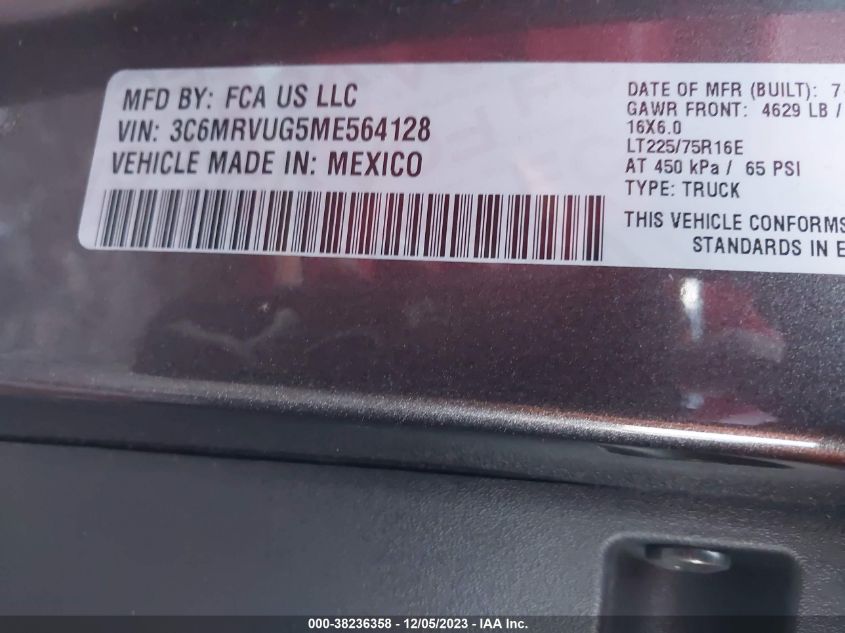 MFD BY: FCA US LLC
VIN: 3C6MRVUG5ME564128
VEHICLE MADE IN: MEXICO
DATE OF MFR (BUILT): 7
GAWR FRONT: 4629 LB /
16X6.0
LT225/75R16E
AT 450 kPa / 65 PSI
TYPE: TRUCK
THIS VEHICLE CONFORMS
STANDARDS IN E
000-38236358 - 12/05/2023 - IAA Inc.